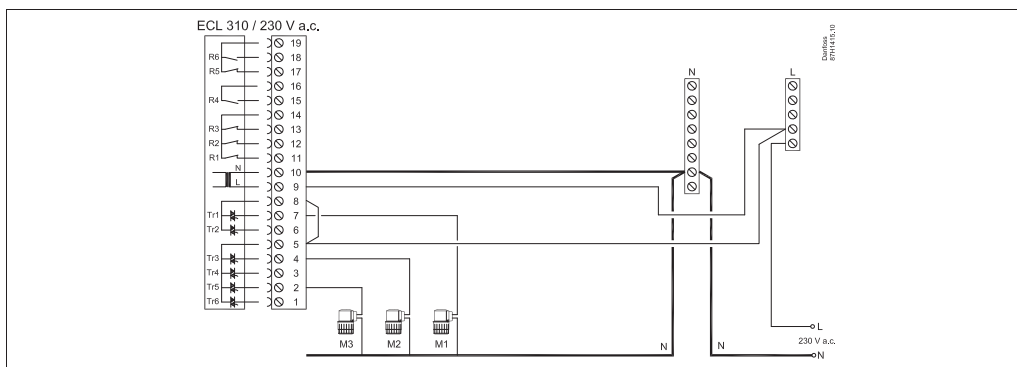 ECL 310 / 230 V a.c.
Danfoss
87H1415.10
19
R6 18
R5 17
16
R4 15
14
R3 13
R2 12
R1 11
N 10
L 9
8
Tr1 7
Tr2 6
5
Tr3 4
Tr4 3
Tr5 2
Tr6 1
N
L
M3 M2 M1
N N
L
230 V a.c.
N